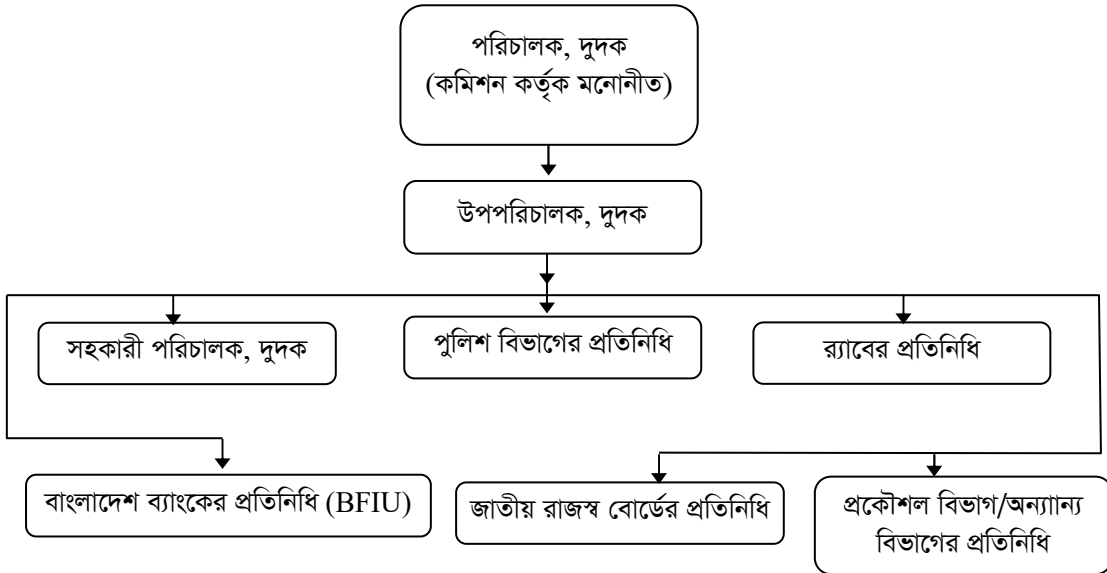 পরিচালক, দুদক
(কমিশন কর্তৃক মনোনীত)
উপপরিচালক, দুদক
সহকারী পরিচালক, দুদক
পুলিশ বিভাগের প্রতিনিধি
র‍্যাবের প্রতিনিধি
বাংলাদেশ ব্যাংকের প্রতিনিধি (BFIU)
জাতীয় রাজস্ব বোর্ডের প্রতিনিধি
প্রকৌশল বিভাগ/অন্যাান্য
বিভাগের প্রতিনিধি